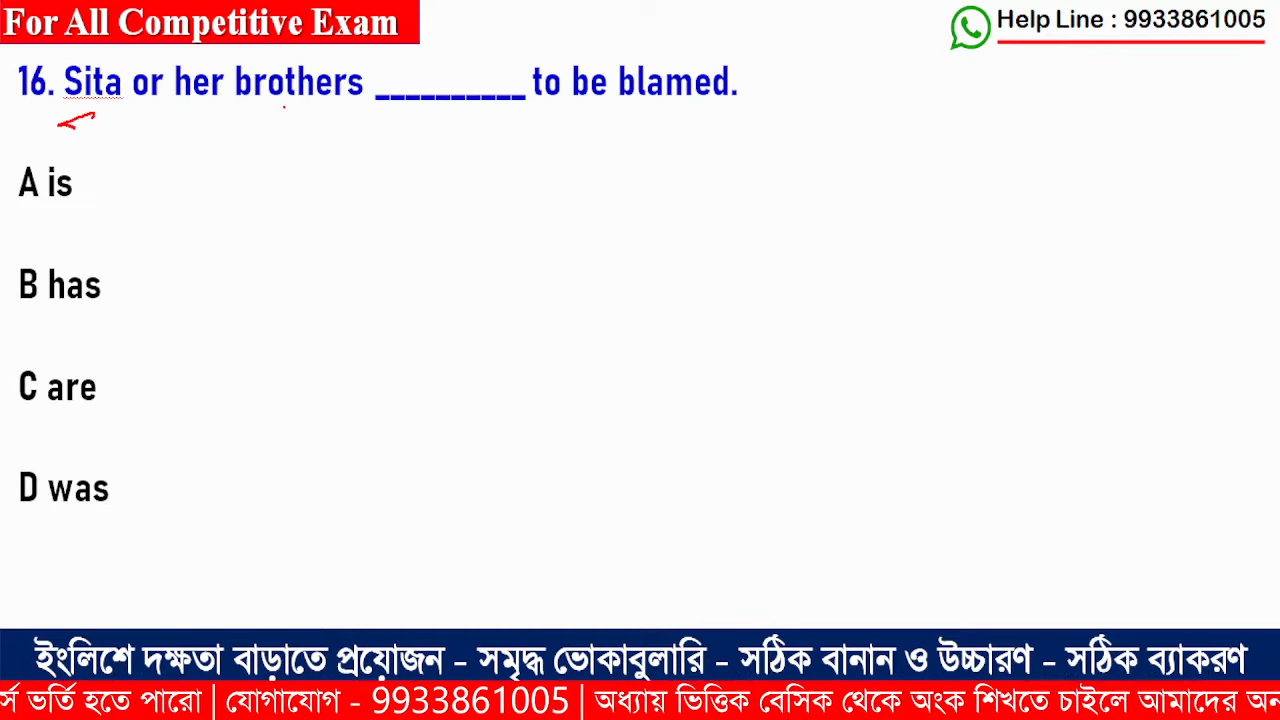 For All Competitive Exam
Help Line : 9933861005
16. Sita or her brothers __________ to be blamed.
A is
B has
C are
D was
ইংলিশে দক্ষতা বাড়াতে প্রয়োজন - সমৃদ্ধ ভোকাবুলারি - সঠিক বানান ও উচ্চারণ - সঠিক ব্যাকরণ
র্স ভর্তি হতে পারো | যোগাযোগ - 9933861005 | অধ্যায় ভিত্তিক বেসিক থেকে অংক শিখতে চাইলে আমাদের অন